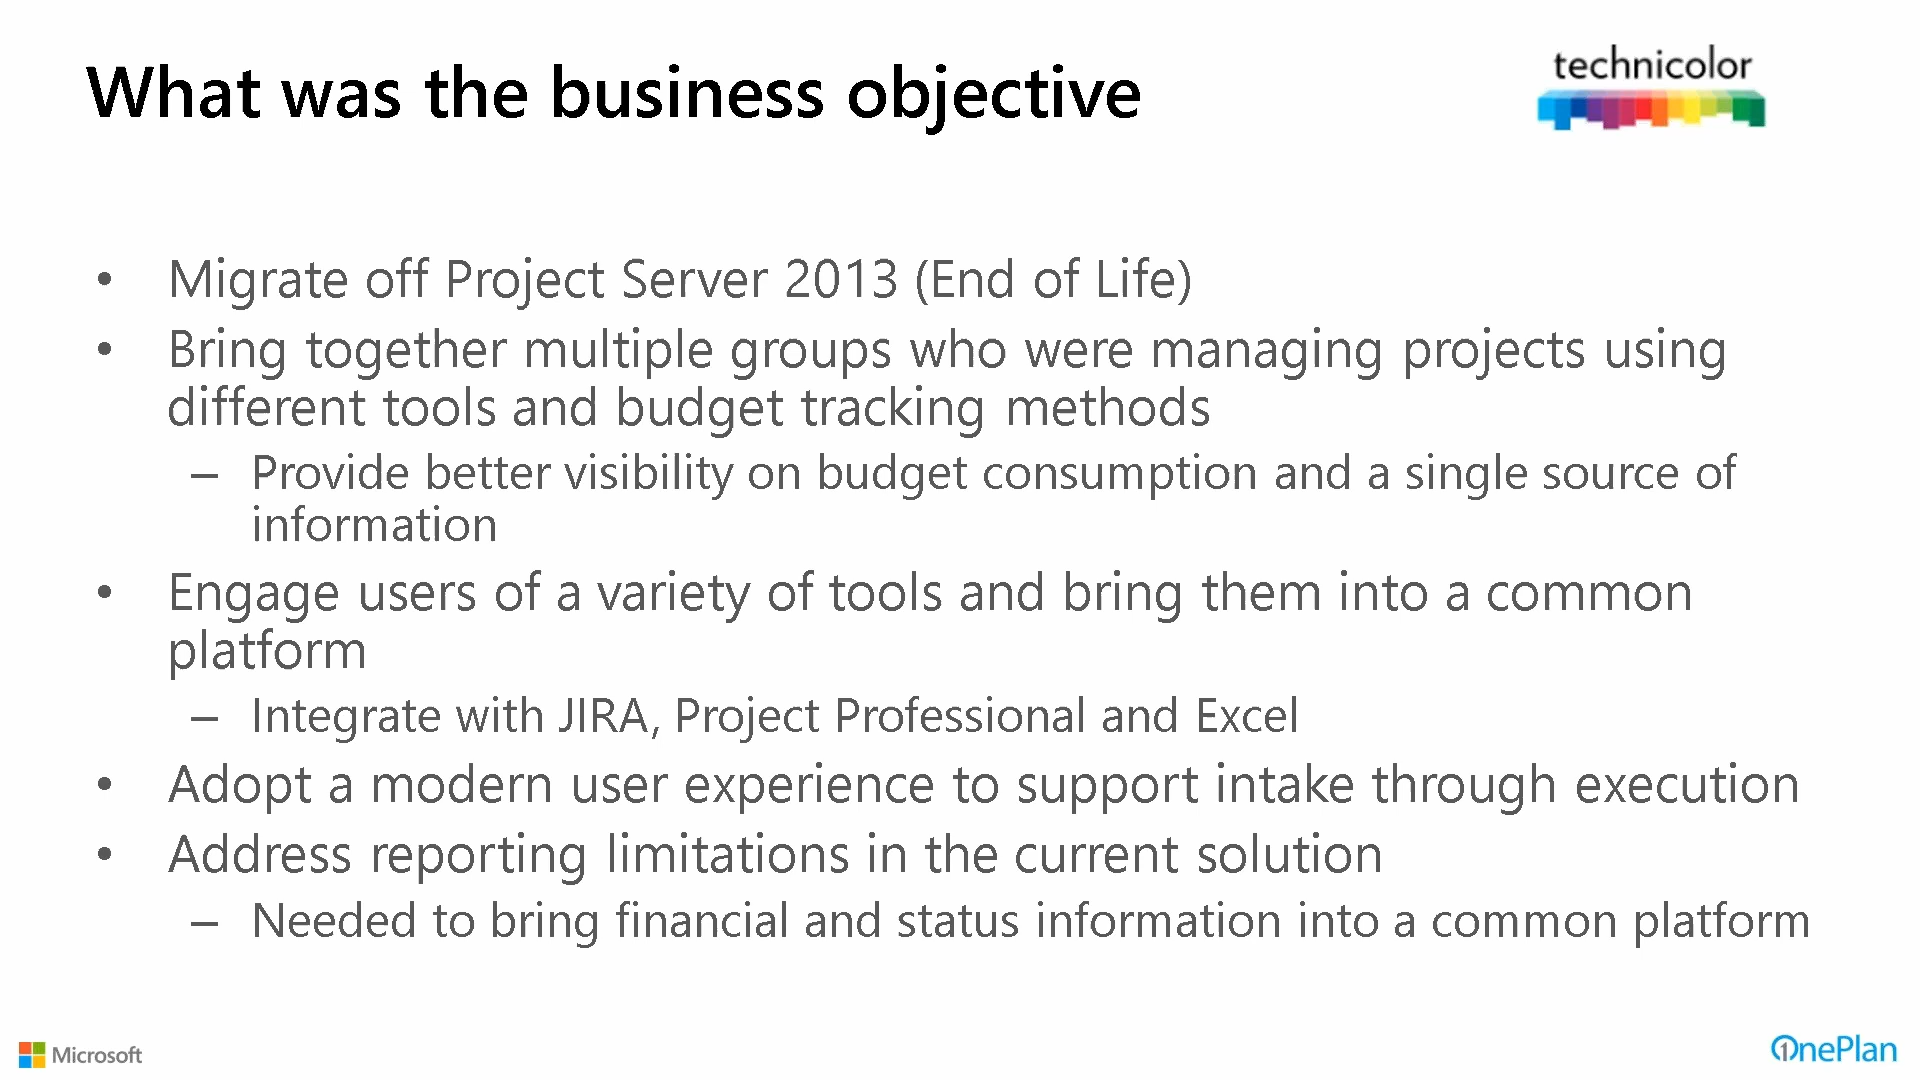 What was the business objective
technicolor
• Migrate off Project Server 2013 (End of Life)
• Bring together multiple groups who were managing projects using
different tools and budget tracking methods
– Provide better visibility on budget consumption and a single source of
information
• Engage users of a variety of tools and bring them into a common
platform
– Integrate with JIRA, Project Professional and Excel
• Adopt a modern user experience to support intake through execution
• Address reporting limitations in the current solution
– Needed to bring financial and status information into a common platform
Microsoft
OnePlan